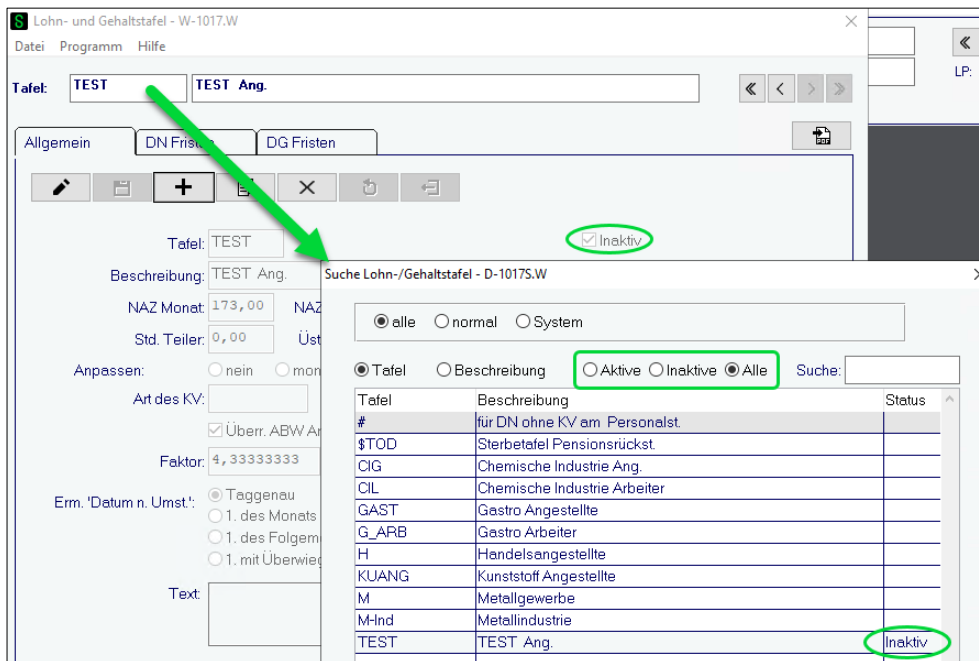 Lohn- und Gehaltstafel - W-1017.W
Datei Programm Hilfe
Tafel: TEST TEST Ang.
LP:
Allgemein DN DG Fristen
Tafel: TEST Inaktiv
Beschreibung: TEST Ang.
NAZ Monat: 173,00 NAZ
Std. Teiler: 0,00
Anpassen: nein
Art des KV:
Überr. ABW
Faktor: 4,33333333
Erm. 'Datum n. Umst.': Taggenau
1. des Monats
1. des
1. mit
Text:
Suche Lohn-/Gehaltstafel - D-1017S.W
alle normal System
Tafel Beschreibung Aktive Inaktive Alle Suche:
Tafel Beschreibung Status
# für DN ohne KV am Personalst.
$TOD Sterbetafel Pensionsrückst.
CIG Chemische Industrie Ang.
CIL Chemische Industrie Arbeiter
GAST Gastro Angestellte
G_ARB Gastro Arbeiter
H Handelsangestellte
KUANG Kunststoff Angestellte
M Metallgewerbe
M-Ind Metallindustrie
TEST TEST Ang. Inaktiv